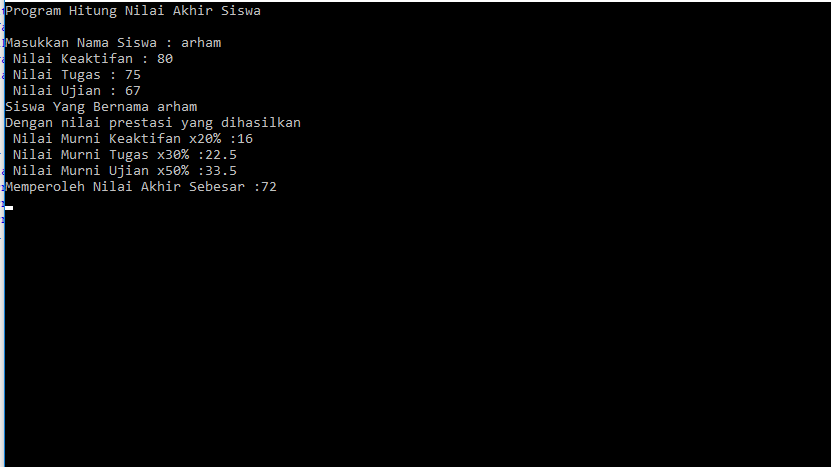 Program Hitung Nilai Akhir Siswa
Masukkan Nama Siswa : arham
Nilai Keaktifan : 80
Nilai Tugas : 75
Nilai Ujian : 67
Siswa Yang Bernama arham
Dengan nilai prestasi yang dihasilkan
Nilai Murni Keaktifan x20% :16
Nilai Murni Tugas x30% :22.5
Nilai Murni Ujian x50% :33.5
Memperoleh Nilai Akhir Sebesar :72